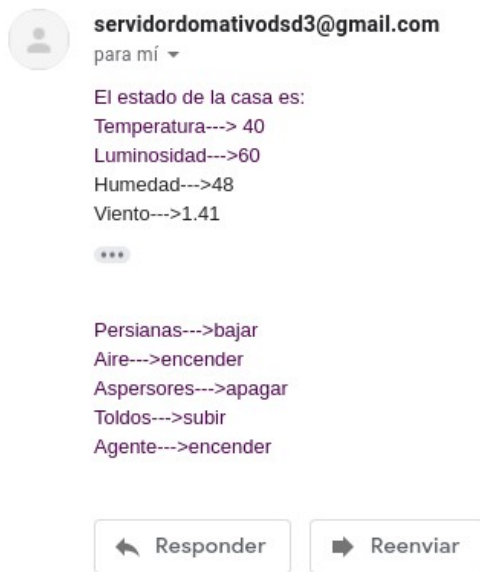 servidordomativodsd3@gmail.com
para mí
El estado de la casa es:
Temperatura---> 40
Luminosidad--->60
Humedad--->48
Viento--->1.41
Persianas--->bajar
Aire--->encender
Aspersores--->apagar
Toldos--->subir
Agente--->encender
Responder
Reenviar